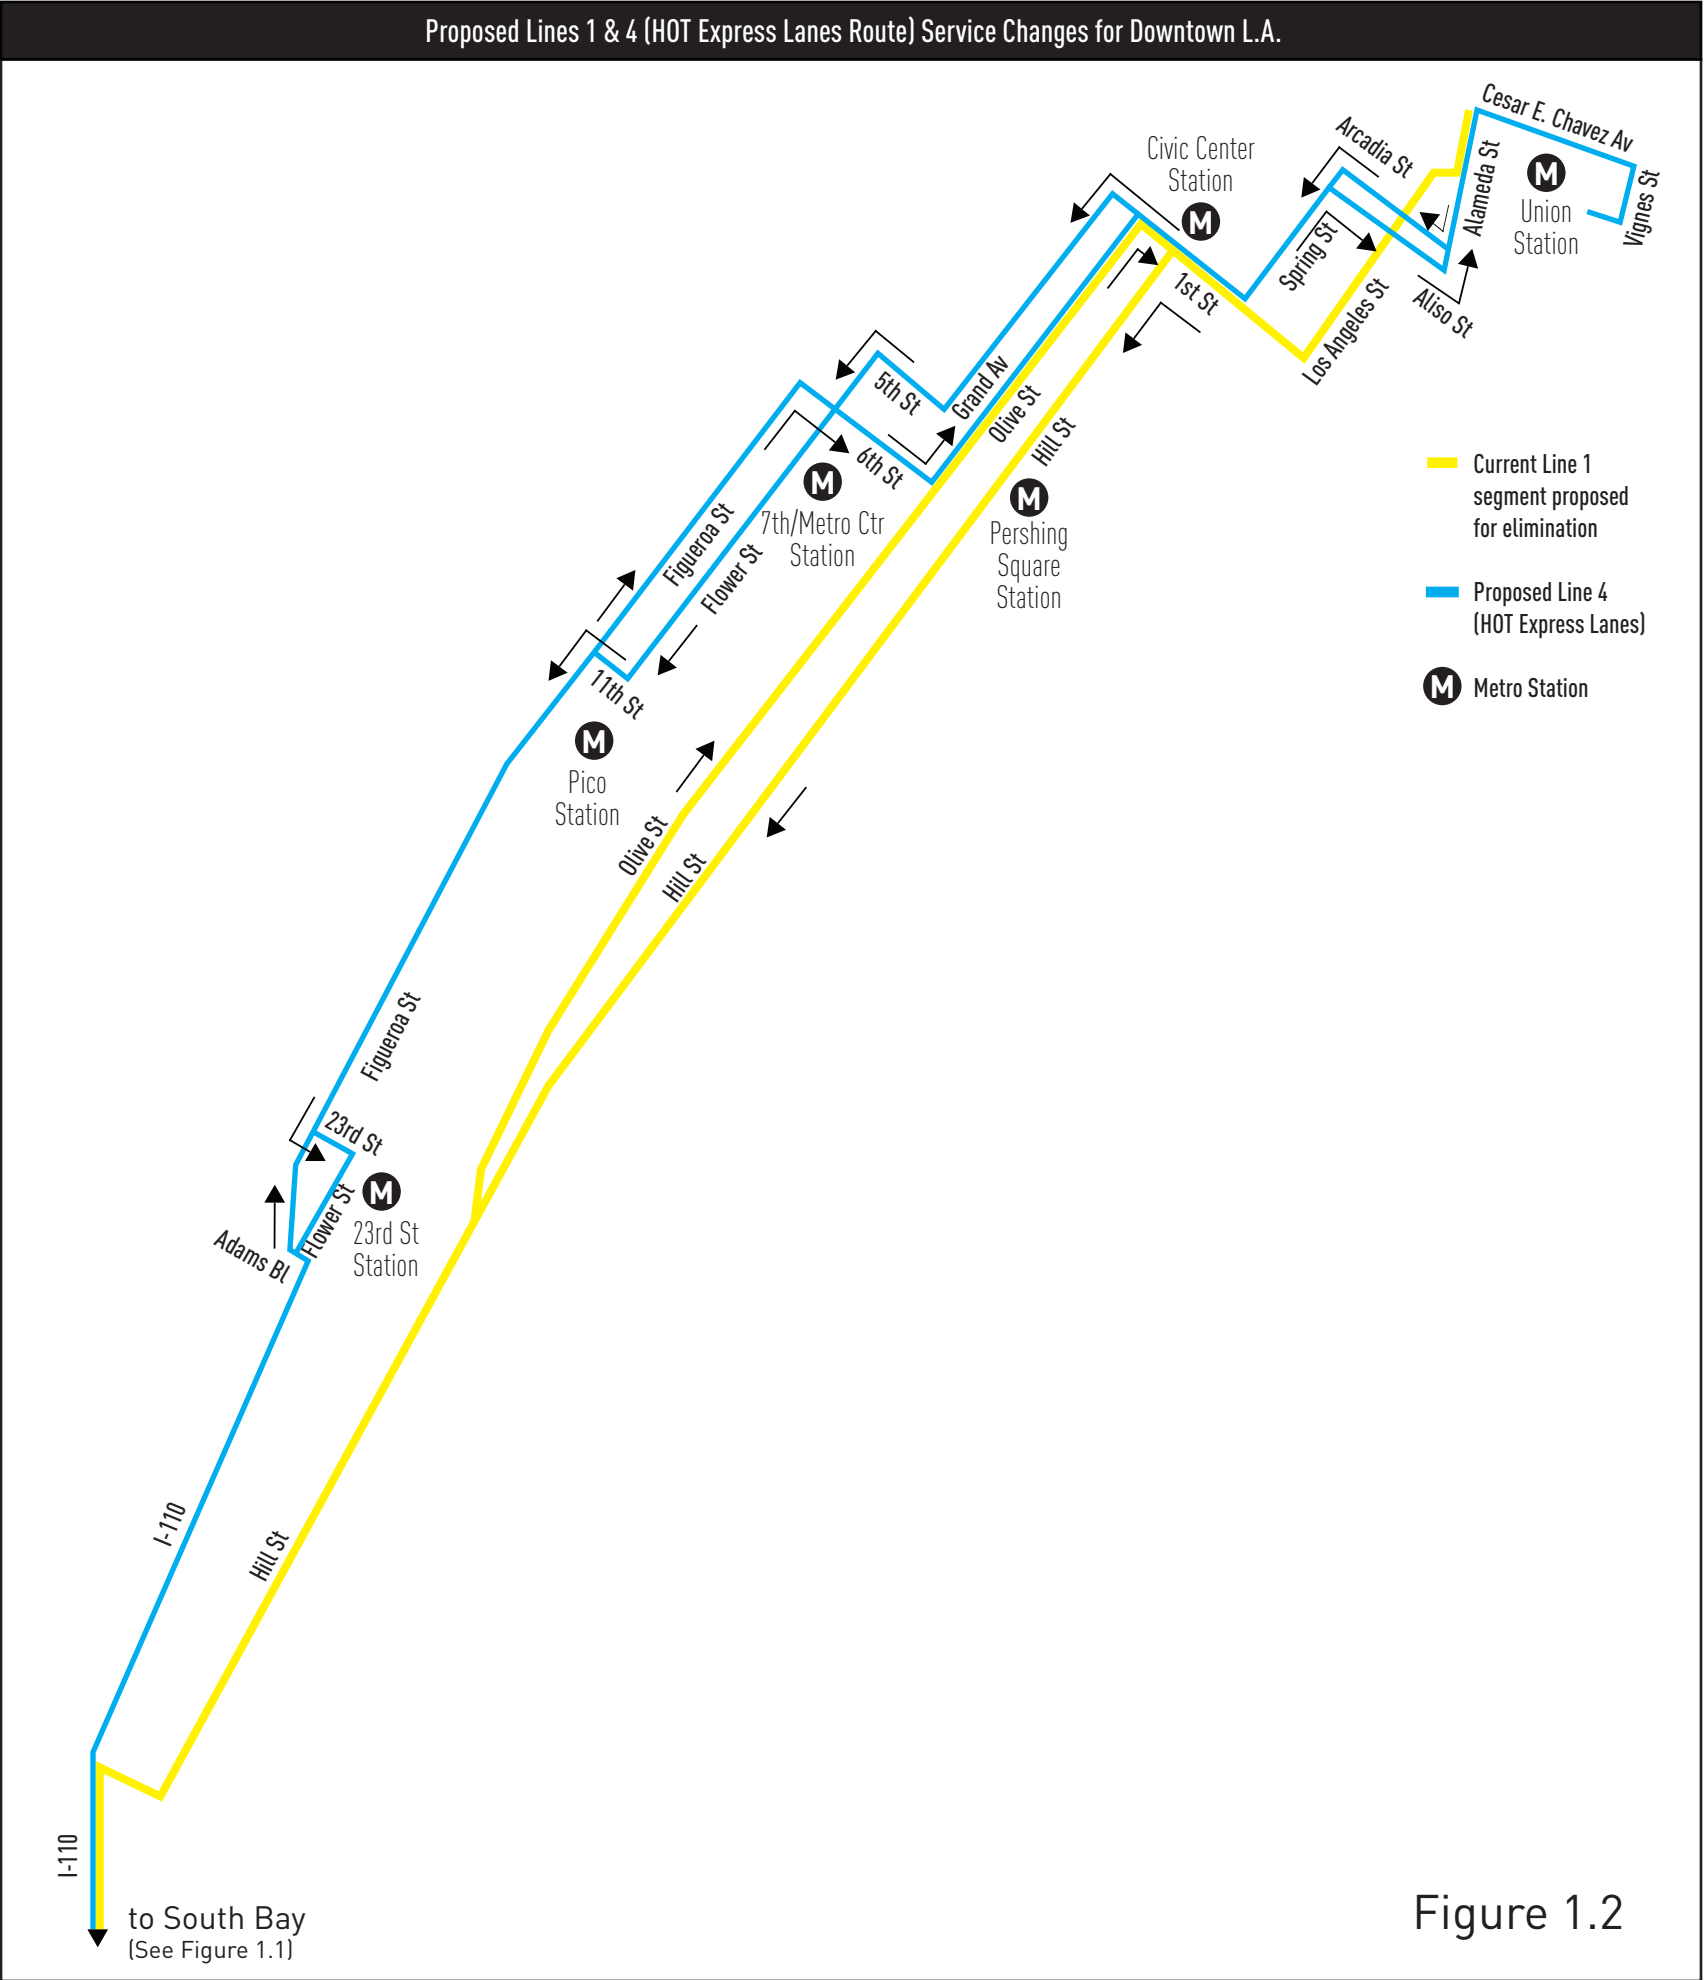 Proposed Lines 1 & 4 (HOT Express Lanes Route) Service Changes for Downtown L.A.
Cesar E. Chavez Av
Arcadia St
Alameda St
Civic Center
Station
M
M
Union
Station
Vignes St
Spring St
1st St
Aliso St
Los Angeles St
5th St
Grand Av
Olive St
Hill St
6th St
M
7th/Metro Ctr
Station
M
Pershing
Square
Station
Current Line 1
segment proposed
for elimination
Figueroa St
Flower St
Proposed Line 4
(HOT Express Lanes)
M
Metro Station
11th St
M
Pico
Station
Olive St
Hill St
Figueroa St
23rd St
M
23rd St
Station
Flower St
Adams Bl
I-110
Hill St
I-110
to South Bay
(See Figure 1.1)
Figure 1.2